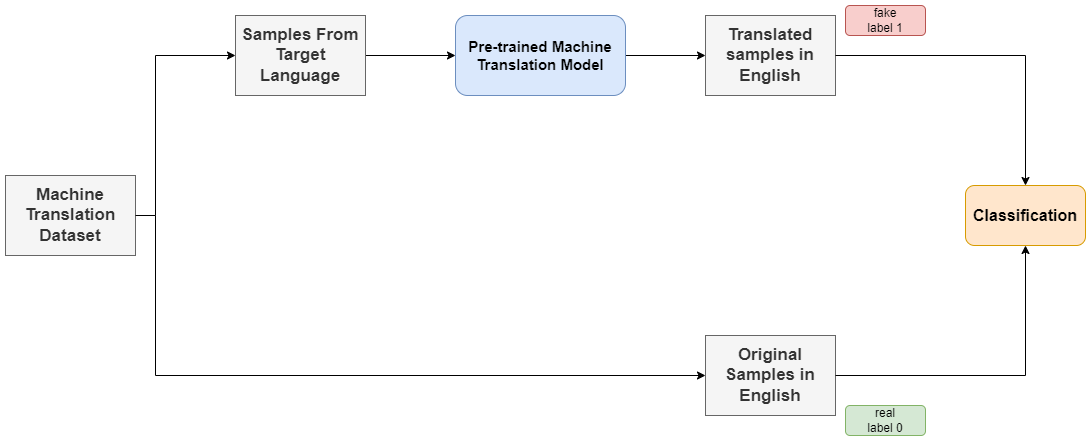 Samples From
Target
Language
Pre-trained Machine
Translation Model
Translated
samples in
English
fake
label 1
Machine
Translation
Dataset
Classification
Original
Samples in
English
real
label 0